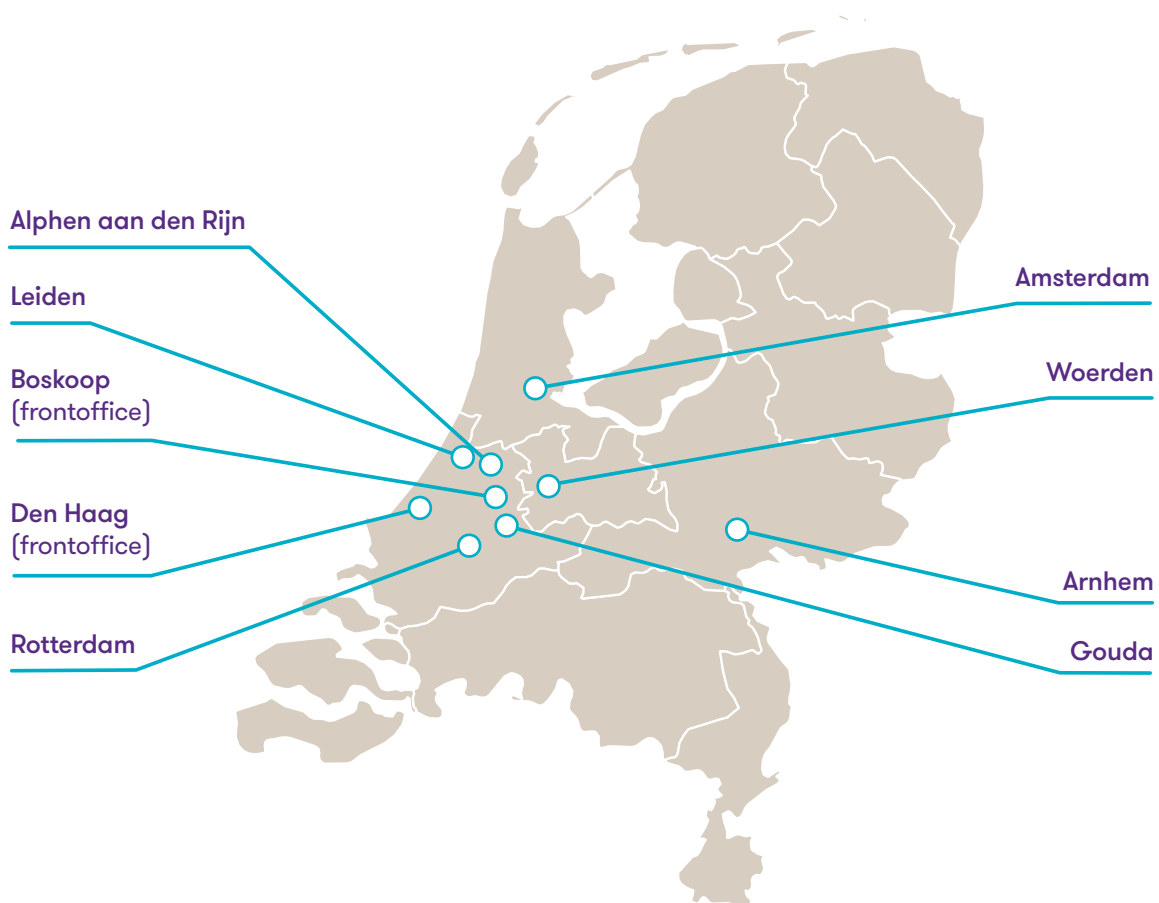 Alphen aan den Rijn
Leiden
Boskoop
(frontoffice)
Den Haag
(frontoffice)
Rotterdam
Amsterdam
Woerden
Arnhem
Gouda